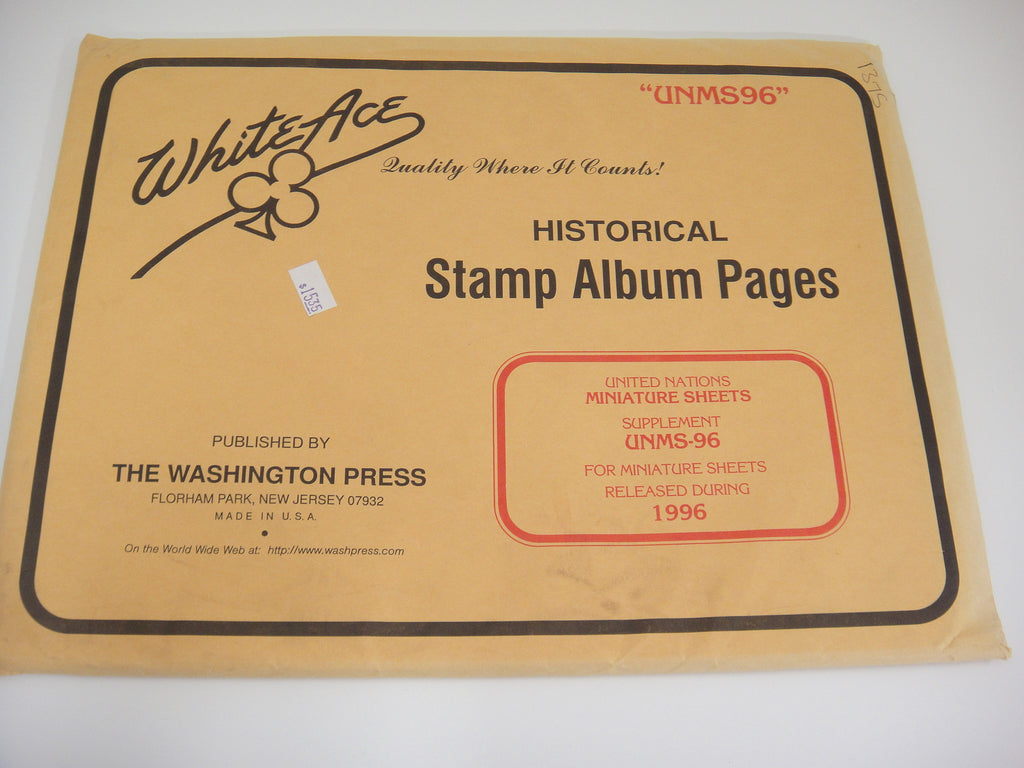 "UNMS96"
1375
White Ace
Quality Where It Counts!
HISTORICAL
Stamp Album Pages
$15.35
UNITED NATIONS
MINIATURE SHEETS
SUPPLEMENT
UNMS-96
FOR MINIATURE SHEETS
RELEASED DURING
1996
PUBLISHED BY
THE WASHINGTON PRESS
FLORHAM PARK, NEW JERSEY 07932
MADE IN U.S.A.
On the World Wide Web at: http://www.washpress.com